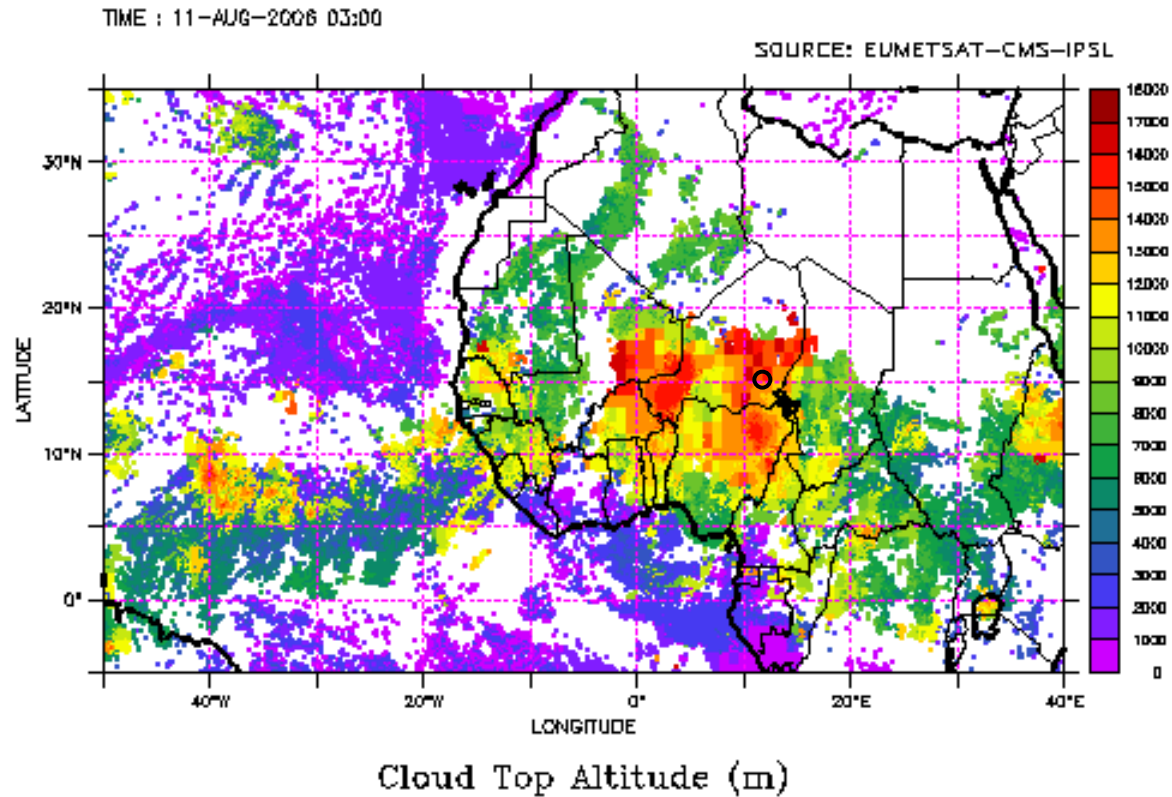 TIME : 11-AUG-2006 03:00
SOURCE: EUMETSAT-CMS-IPSL
30°N
20°N
10°N
0°
LATITUDE
40°W
20°W
0°
20°E
40°E
LONGITUDE
18000
17000
16000
15000
14000
13000
12000
11000
10000
9000
8000
7000
6000
5000
4000
3000
2000
1000
0
Cloud Top Altitude (m)